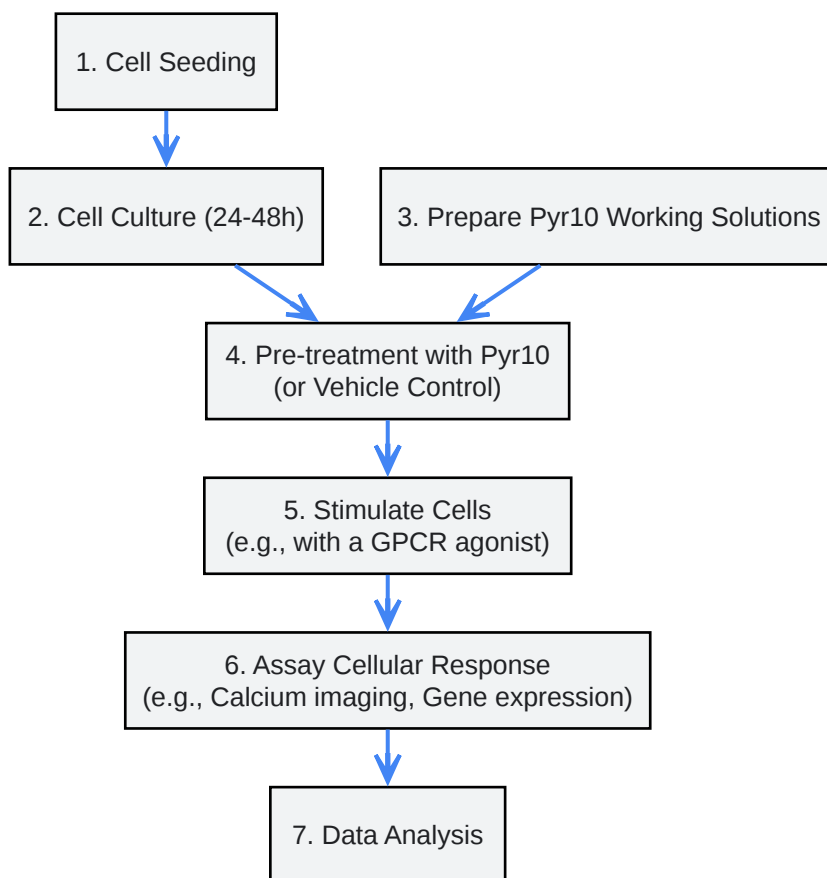 1. Cell Seeding
2. Cell Culture (24-48h)
3. Prepare Pyr10 Working Solutions
4. Pre-treatment with Pyr10
(or Vehicle Control)
5. Stimulate Cells
(e.g., with a GPCR agonist)
6. Assay Cellular Response
(e.g., Calcium imaging, Gene expression)
7. Data Analysis